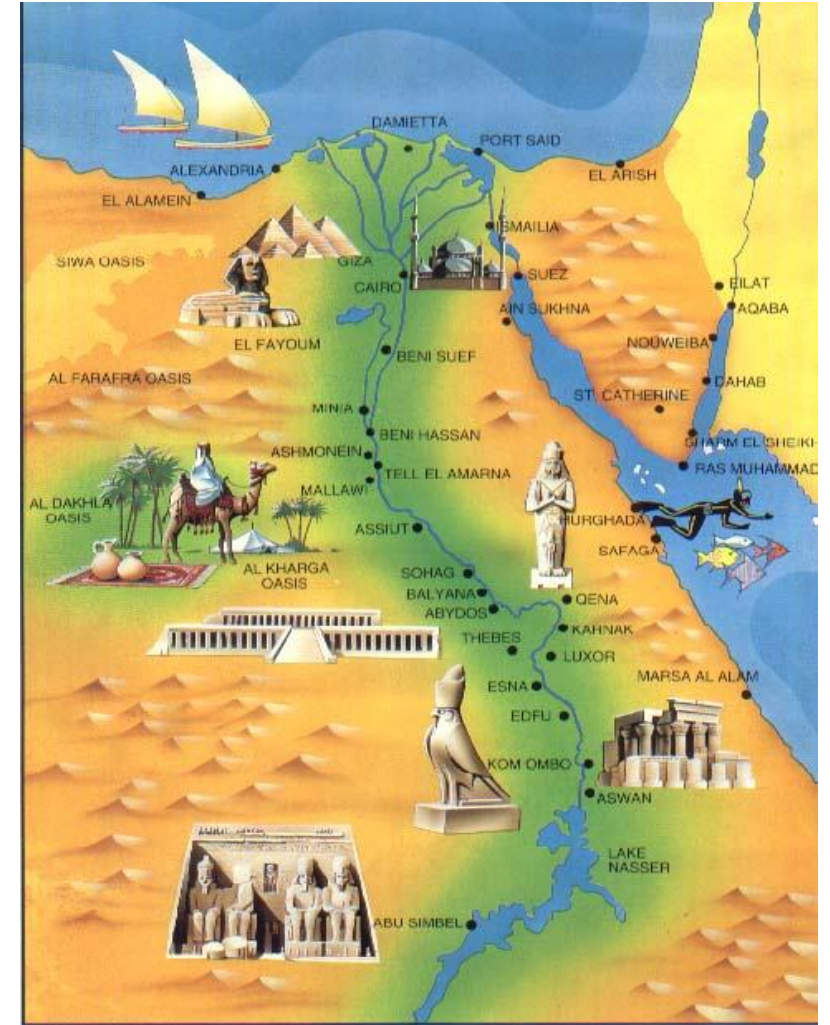 DAMIETTA
PORT SAID
ALEXANDRIA
EL ARISH
EL ALAMEIN
ISMAILIA
SIWA OASIS
GIZA
CAIRO
SUEZ
EILAT
AIN SUKHNA
AQABA
EL FAYOUM
NOUWEIBA
BENI SUEF
AL FARAFRA OASIS
DAHAB
ST. CATHERINE
MINIA
BENI HASSAN
SHARM EL SHEIKH
ASHMONEIN
TELL EL AMARNA
RAS MUHAMMAD
MALLAWI
AL DAKHLA
OASIS
HURGHADA
ASSIUT
SAFAGA
AL KHARGA
OASIS
SOHAG
BALYANA
QENA
ABYDOS
KAHNAK
THEBES
LUXOR
MARSA AL ALAM
ESNA
EDFU
KOM OMBO
ASWAN
LAKE
NASSER
ABU SIMBEL